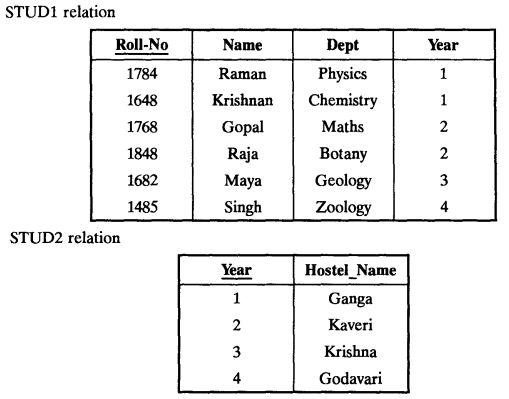 STUD1 relation
Roll-No Name Dept Year
1784 Raman Physics 1
1648 Krishnan Chemistry 1
1768 Gopal Maths 2
1848 Raja Botany 2
1682 Maya Geology 3
1485 Singh Zoology 4
STUD2 relation
Year Hostel_Name
1 Ganga
2 Kaveri
3 Krishna
4 Godavari